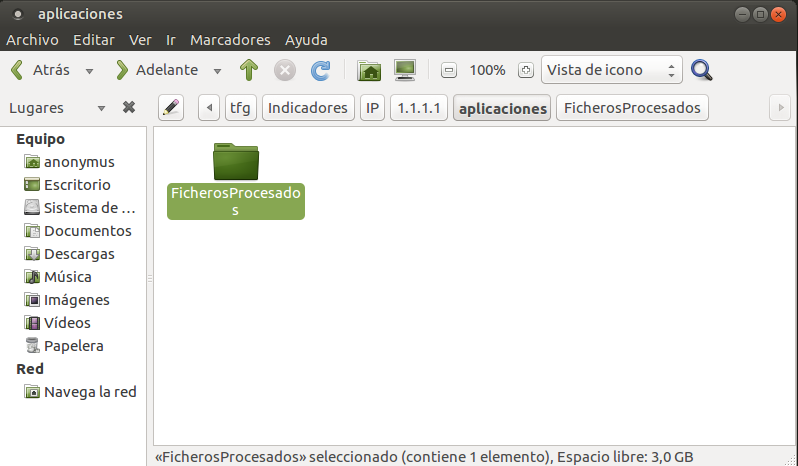 aplicaciones
Archivo Editar Ver Ir Marcadores Ayuda
Atrás Adelante 100% Vista de icono
Lugares tfg Indicadores IP 1.1.1.1 aplicaciones FicherosProcesados
Equipo
anonymus
Escritorio
Sistema de ...
Documentos
Descargas
Música
Imágenes
Vídeos
Papelera
Red
Navega la red
FicherosProcesado
s
«FicherosProcesados» seleccionado (contiene 1 elemento), Espacio libre: 3,0 GB